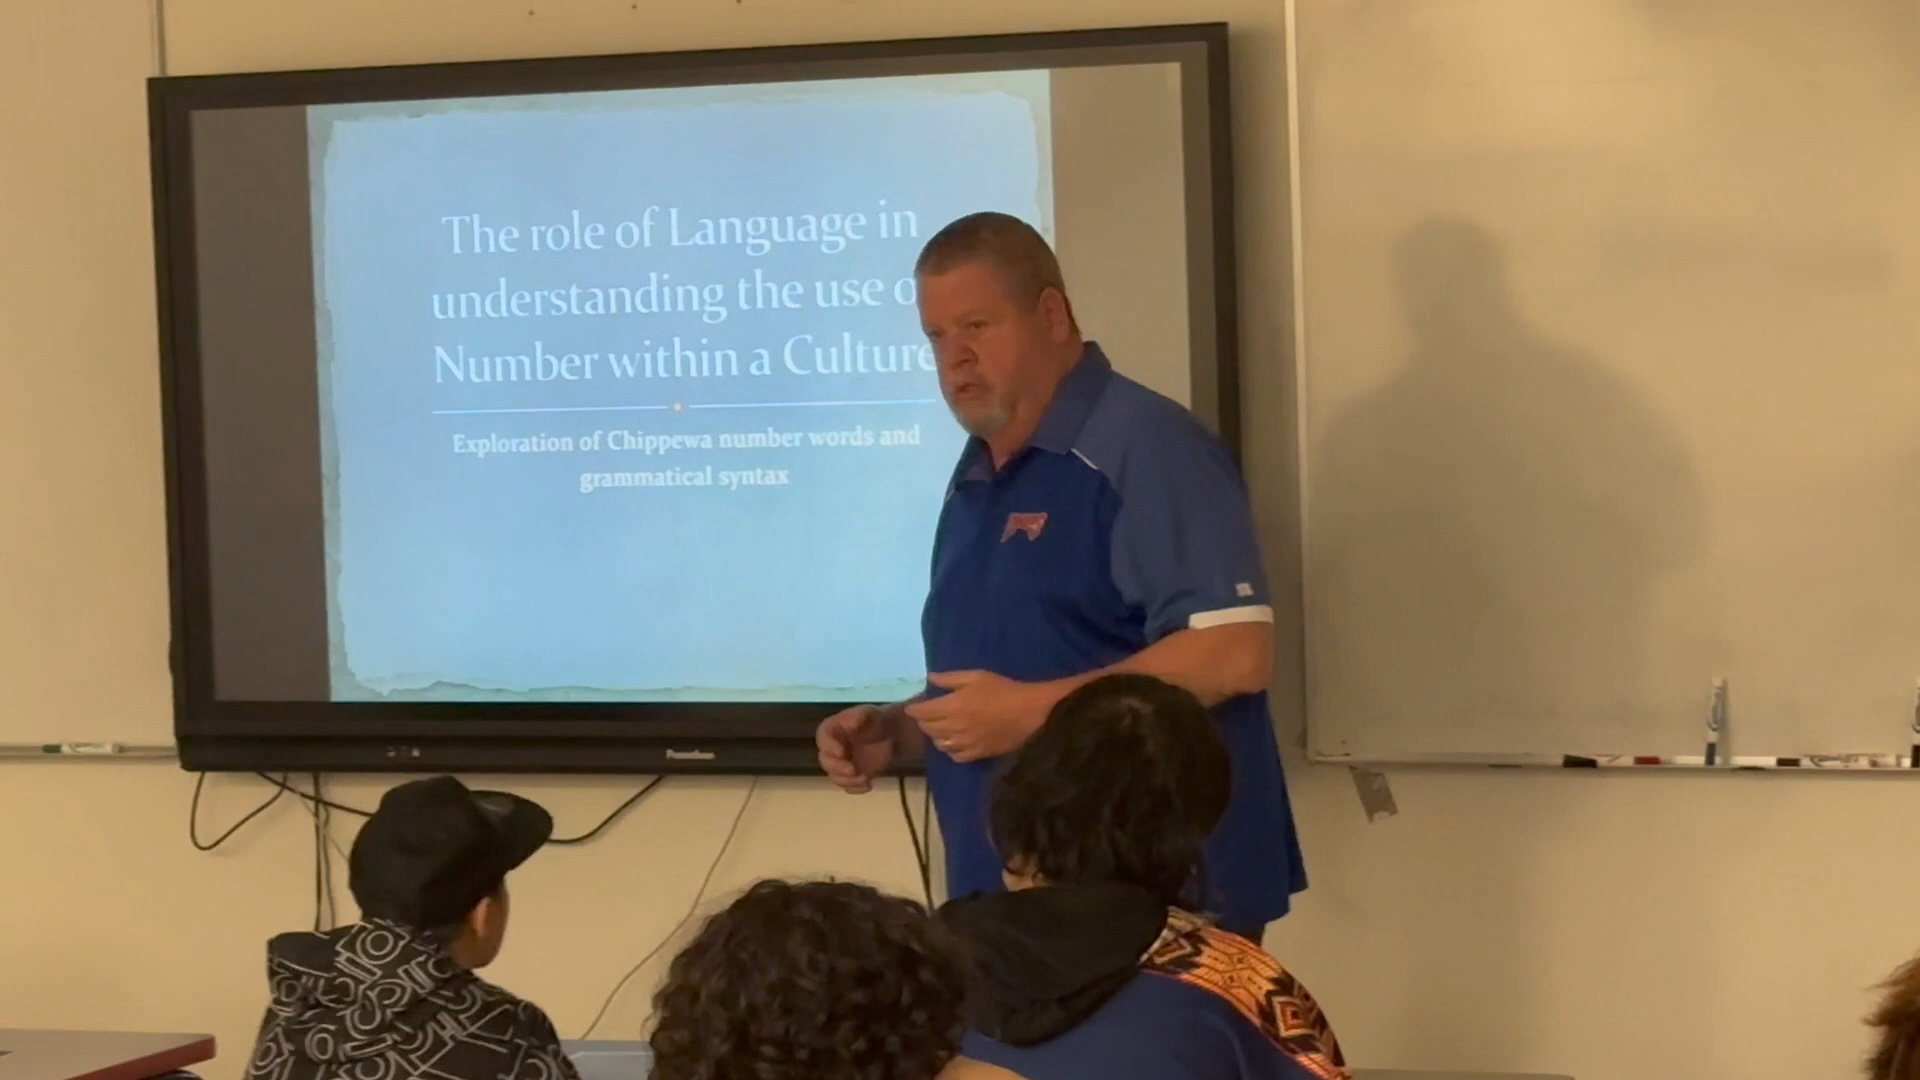 The role of Language in
understanding the use o
Number within a Culture
Exploration of Chippewa number words and
grammatical syntax
Promethean